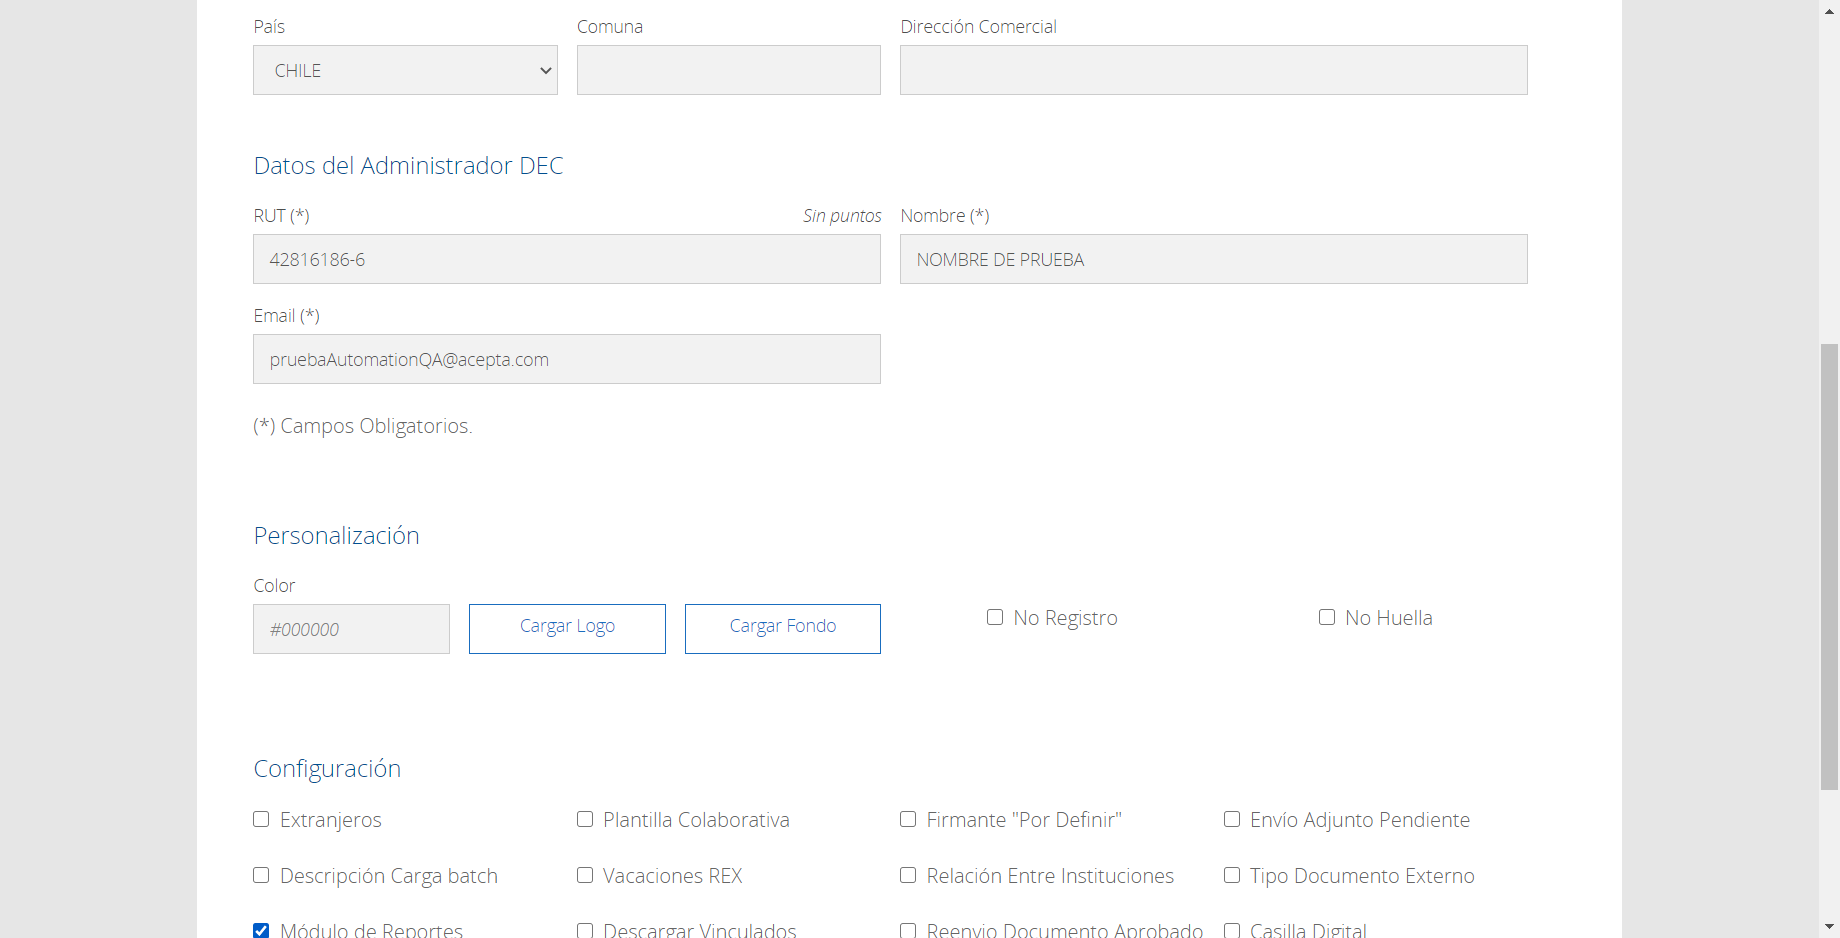 País
Comuna
Dirección Comercial
CHILE
Datos del Administrador DEC
RUT (*)
Sin puntos
Nombre (*)
42816186-6
NOMBRE DE PRUEBA
Email (*)
pruebaAutomationQA@acepta.com
(*) Campos Obligatorios.
Personalización
Color
#000000
Cargar Logo
Cargar Fondo
No Registro
No Huella
Configuración
Extranjeros
Plantilla Colaborativa
Firmante "Por Definir"
Envío Adjunto Pendiente
Descripción Carga batch
Vacaciones REX
Relación Entre Instituciones
Tipo Documento Externo
Módulo de Reportes
Descargar Vinculados
Reenvio Documento Aprobado
Casilla Digital